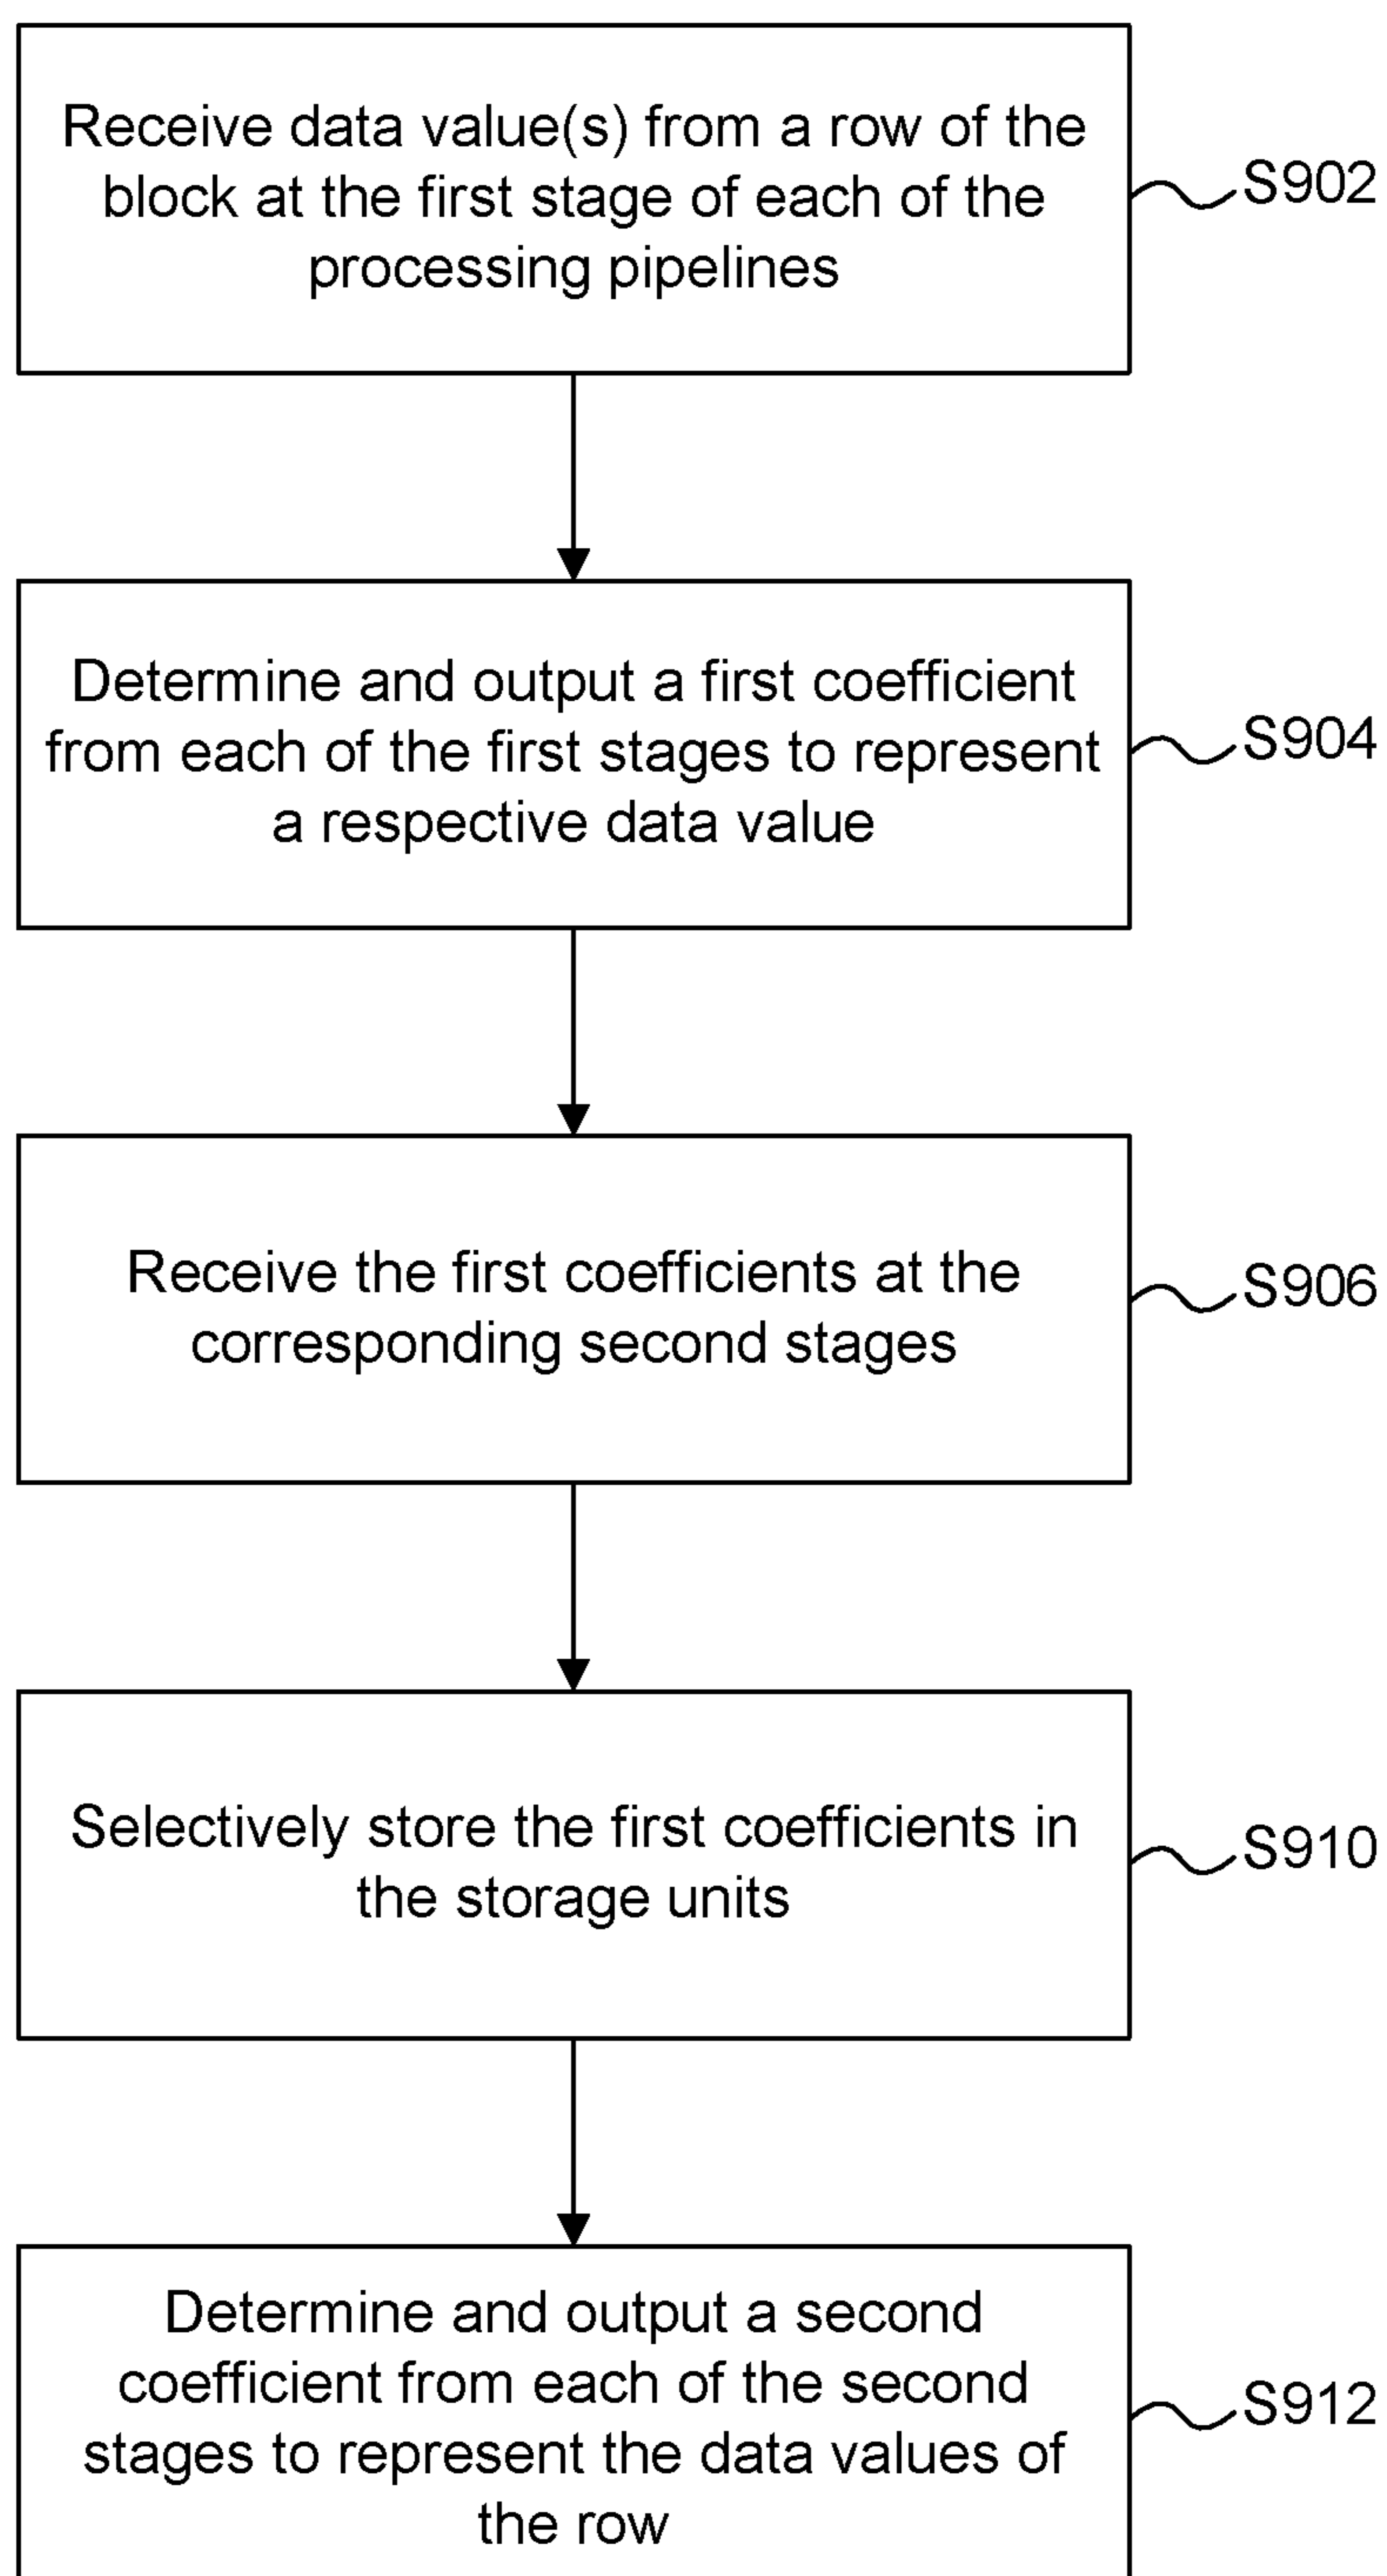 Receive data value(s) from a row of the
block at the first stage of each of the
processing pipelines
S902
Determine and output a first coefficient
from each of the first stages to represent
a respective data value
S904
Receive the first coefficients at the
corresponding second stages
S906
Selectively store the first coefficients in
the storage units
S910
Determine and output a second
coefficient from each of the second
stages to represent the data values of
the row
S912